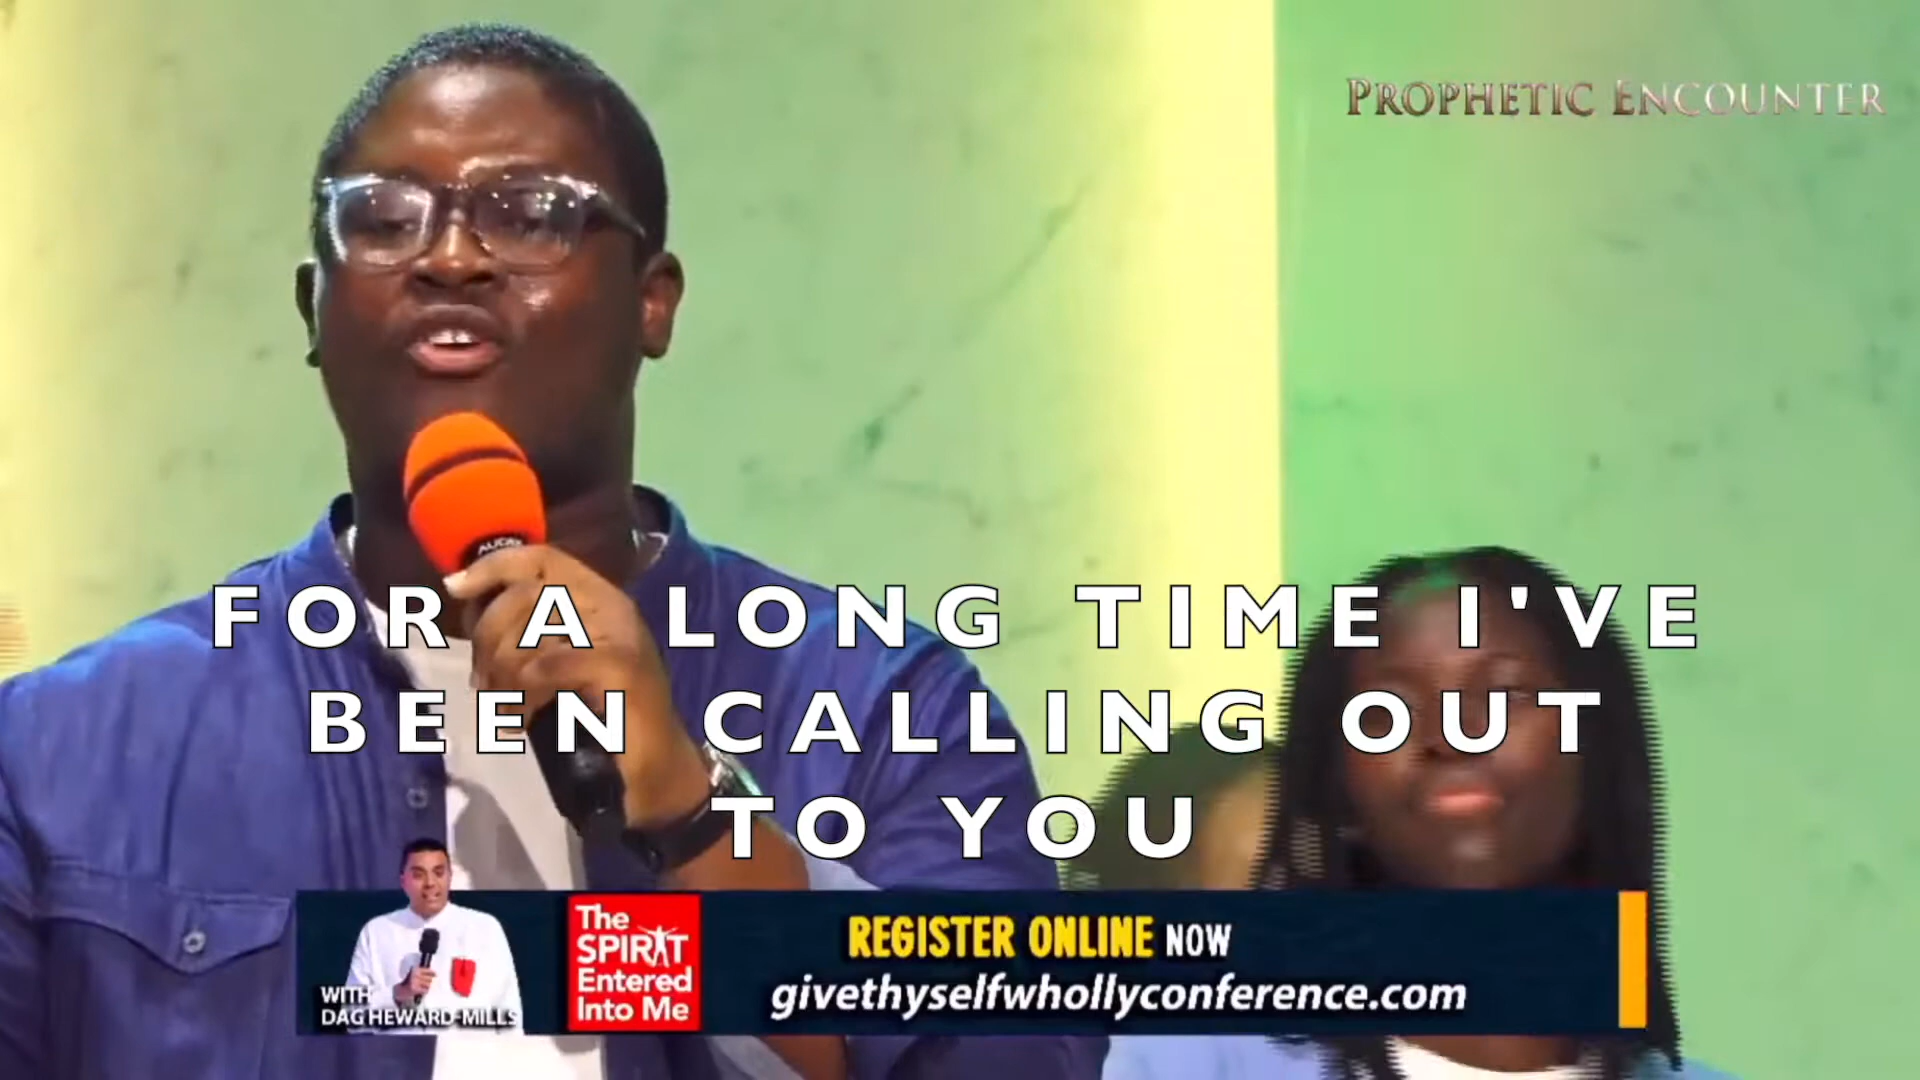 PROPHETIC ENCOUNTER
FOR A LONG TIME I'VE
BEEN CALLING OUT
TO YOU
WITH
DAG HEWARD-MILLS
The
SPIRIT
Entered
Into Me
REGISTER ONLINE NOW
givethyselfwhollyconference.com